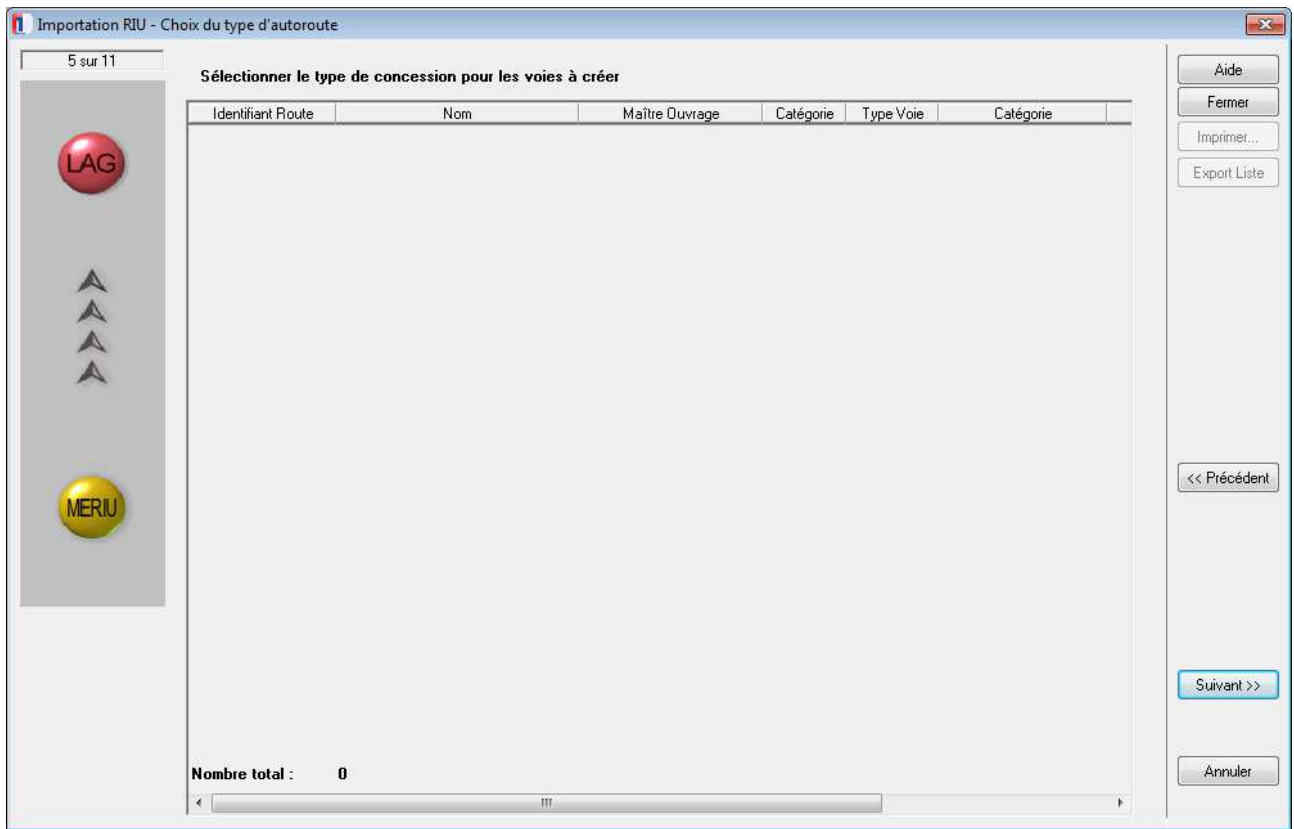 Importation RIU - Choix du type d'autoroute
5 sur 11
Sélectionner le type de concession pour les voies à créer
Identifiant Route Nom Maître Ouvrage Catégorie Type Voie Catégorie
LAG
MERIU
Nombre total : 0
Aide
Fermer
Imprimer...
Export Liste
<< Précédent
Suivant >>
Annuler